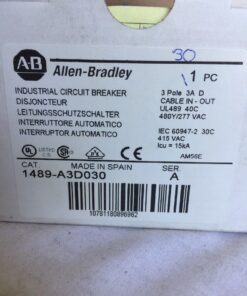 30
1 PC
AB Allen-Bradley
INDUSTRIAL CIRCUIT BREAKER
DISJONCTEUR
LEITUNGSSCHUTZSCHALTER
INTERRUTTORE AUTOMATICO
INTERRUPTOR AUTOMATICO
3 Pole 3A D
CABLE IN - OUT
UL489 40C
480Y/277 VAC
IEC 60947-2 30C
415 VAC
Icu = 15kA
MADE IN SPAIN
CAT.
1489-A3D030
SER.
A
10781180896962